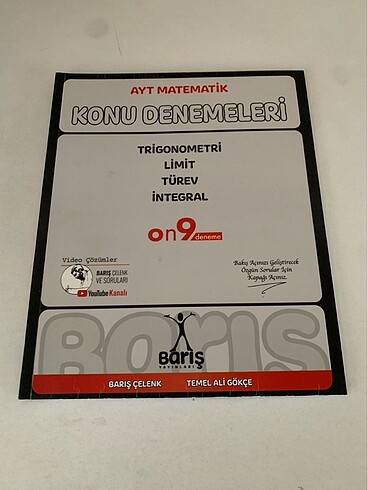 AYT MATEMATİK
KONU DENEMELERİ
TRİGONOMETRİ
LİMİT
TÜREV
İNTEGRAL
on9 deneme
Video Çözümler
BARIŞ ÇELENK
VE SORULARI
YouTube Kanalı
Bakış Açınızı Geliştirecek
Özgün Sorular İçin
Kapağı Açınız.
BARIŞ
Barış
YAYINLARI
BARIŞ ÇELENK TEMEL ALİ GÖKÇE